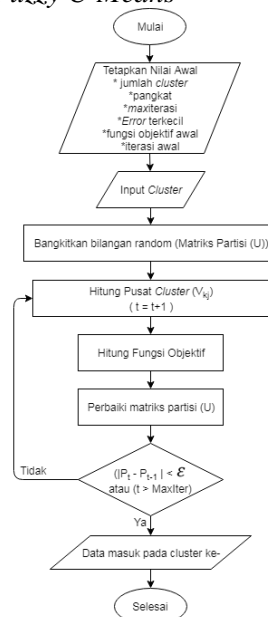 uzzy C-Means
Mulai
Tetapkan Nilai Awal
* jumlah cluster
*pangkat
*maxiterasi
*Error terkecil
*fungsi objektif awal
*iterasi awal
Input Cluster
Bangkitkan bilangan random (Matriks Partisi (U))
Hitung Pusat Cluster (Vkj)
( t = t+1 )
Hitung Fungsi Objektif
Perbaiki matriks partisi (U)
Tidak
(|Pt - Pt-1 | < ε
atau (t > MaxIter)
Ya
Data masuk pada cluster ke-
Selesai